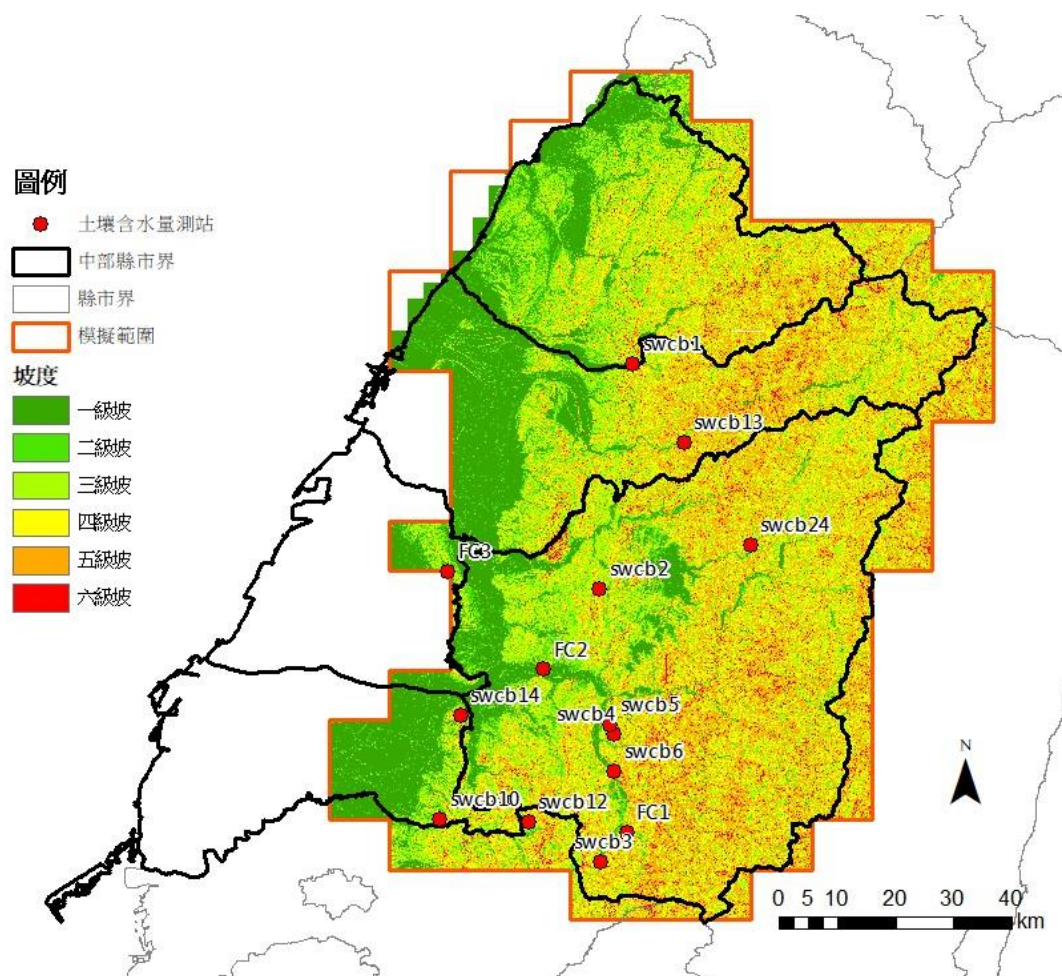 圖例
土壤含水量測站
中部縣市界
縣市界
模擬範圍
坡度
一級坡
二級坡
三級坡
四級坡
五級坡
六級坡
swcb1
swcb13
swcb24
FC3
swcb2
FC2
swcb14
swcb4
swcb5
swcb6
swcb10
swcb12
FC1
swcb3
N
0 5 10 20 30 40
km